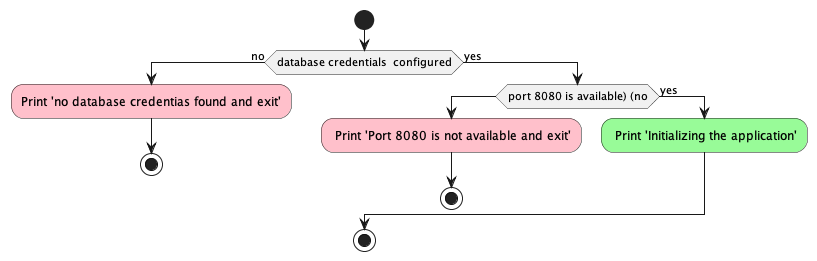 no
database credentials  configured
yes
Print 'no database credentias found and exit'
port 8080 is available) (no
yes
Print 'Port 8080 is not available and exit'
Print 'Initializing the application'